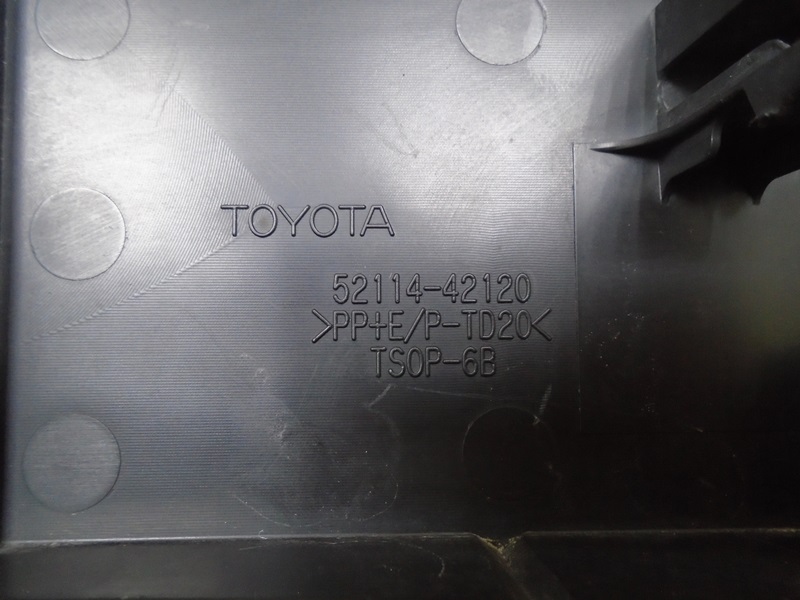 TOYOTA
52114-42120
>PP+E/P-TD20<
TSOP-6B